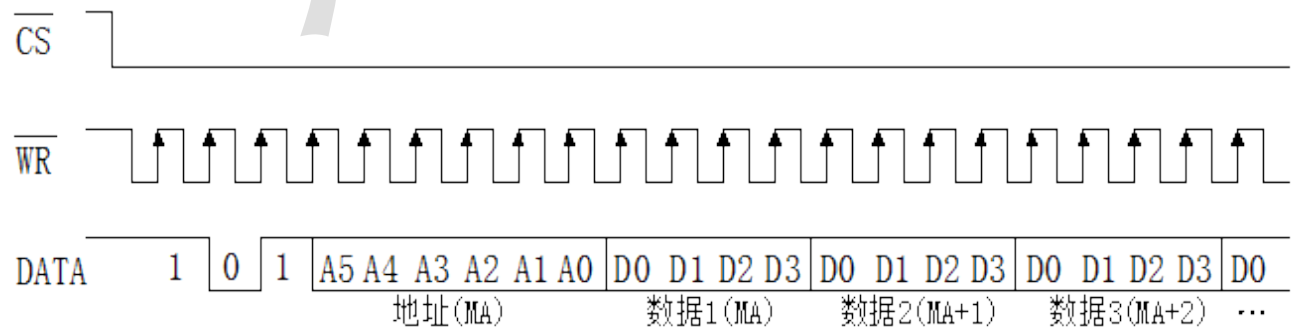 CS
WR
DATA 1 0 1 A5 A4 A3 A2 A1 A0 D0 D1 D2 D3 D0 D1 D2 D3 D0 D1 D2 D3 D0
地址(MA) 数据1(MA) 数据2(MA+1) 数据3(MA+2) …